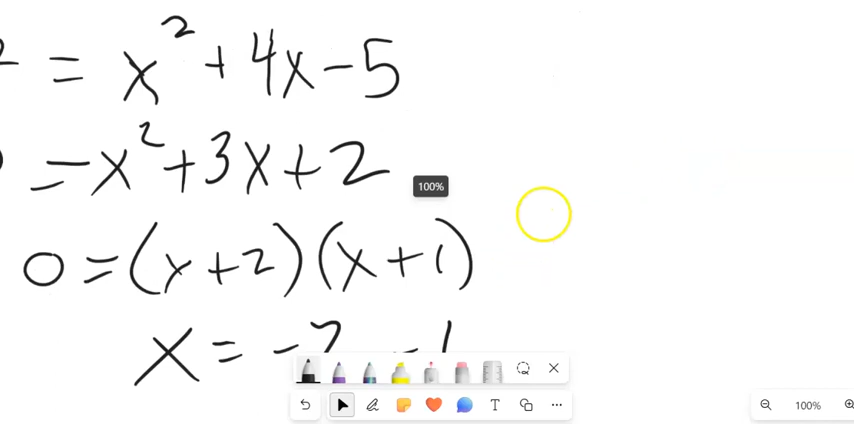 = x² + 4x - 5
= x² + 3x + 2
100%
0 = (x + 2)(x + 1)
x = -2, -1
T
100%